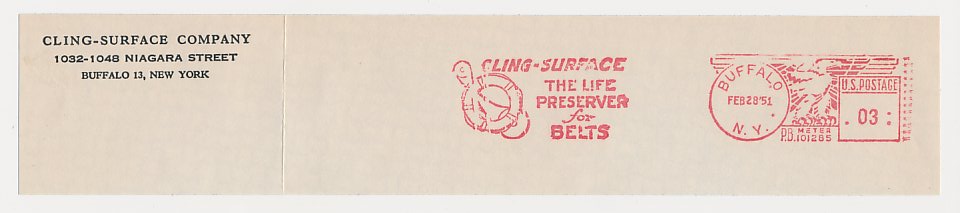 CLING-SURFACE COMPANY
1032-1048 NIAGARA STREET
BUFFALO 13, NEW YORK
CLING-SURFACE
THE LIFE
PRESERVER
for
BELTS
BUFFALO
FEB 28 '51
N.Y.
P.B. METER
101285
U.S. POSTAGE
. 03 :